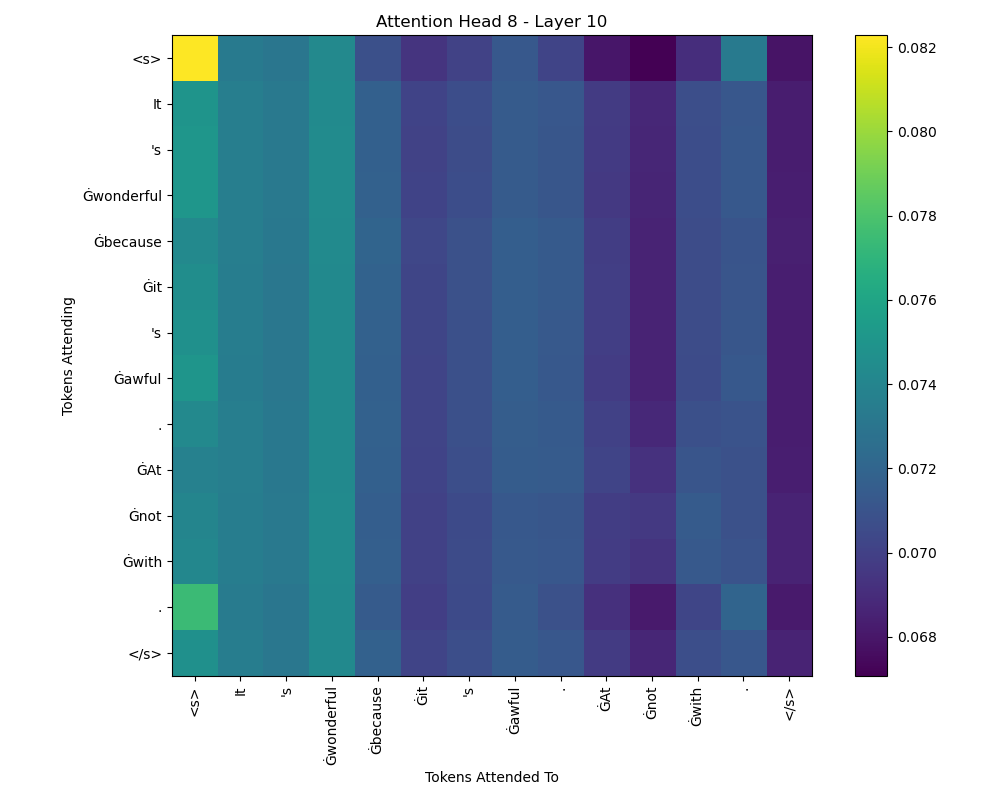 Attention Head 8 - Layer 10
<s>
It
's
Ġwonderful
Ġbecause
Ġit
's
Ġawful
.
ĠAt
Ġnot
Ġwith
.
</s>
Tokens Attending
<s>
It
's
Ġwonderful
Ġbecause
Ġit
's
Ġawful
.
ĠAt
Ġnot
Ġwith
.
</s>
Tokens Attended To
0.082
0.080
0.078
0.076
0.074
0.072
0.070
0.068